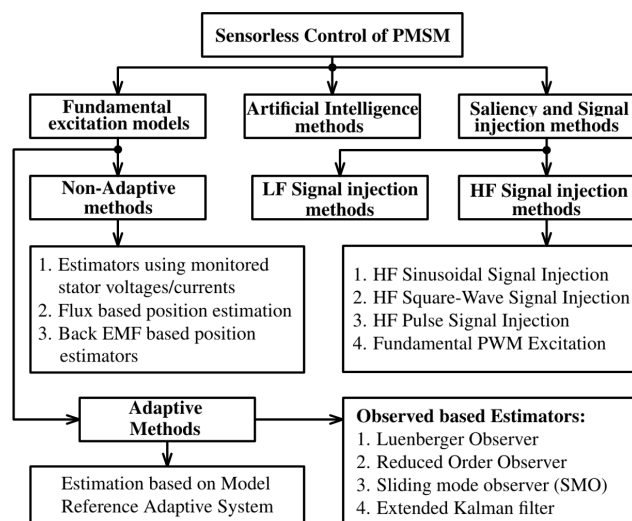 Sensorless Control of PMSM
Fundamental
excitation models
Artificial Intelligence
methods
Saliency and Signal
injection methods
Non-Adaptive
methods
LF Signal injection
methods
HF Signal injection
methods
1. Estimators using monitored
stator voltages/currents
2. Flux based position estimation
3. Back EMF based position
estimators
1. HF Sinusoidal Signal Injection
2. HF Square-Wave Signal Injection
3. HF Pulse Signal Injection
4. Fundamental PWM Excitation
Adaptive
Methods
Estimation based on Model
Reference Adaptive System
Observed based Estimators:
1. Luenberger Observer
2. Reduced Order Observer
3. Sliding mode observer (SMO)
4. Extended Kalman filter